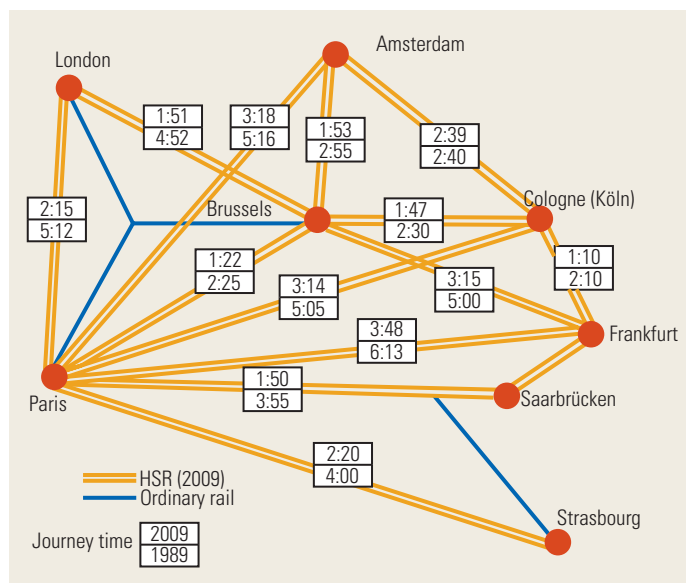 London
Amsterdam
1:51
4:52
3:18
5:16
1:53
2:55
2:39
2:40
2:15
5:12
Brussels
1:47
2:30
Cologne (Köln)
1:22
2:25
3:14
5:05
3:15
5:00
1:10
2:10
3:48
6:13
Frankfurt
Paris
1:50
3:55
Saarbrücken
2:20
4:00
HSR (2009)
Ordinary rail
Strasbourg
Journey time
2009
1989